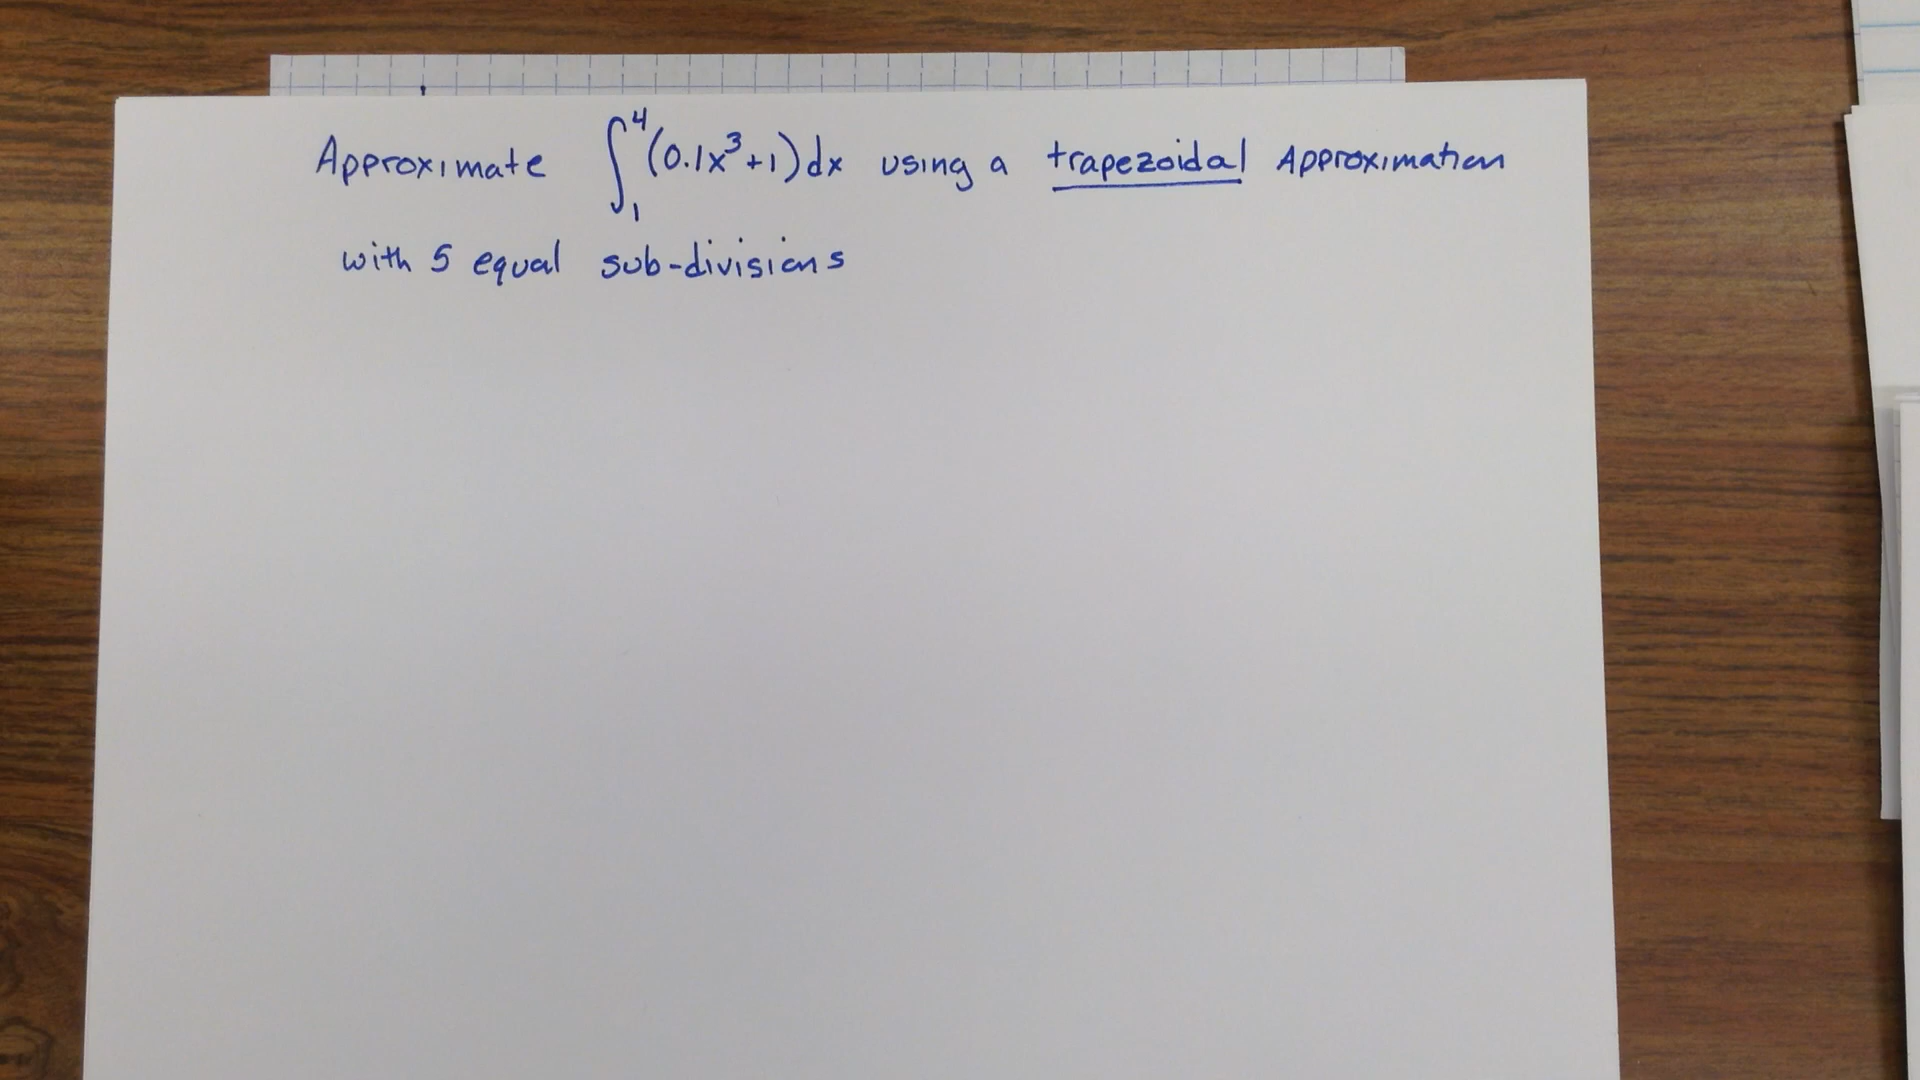 Approximate ∫₁⁴(0.1x³+1)dx using a trapezoidal Approximation
with 5 equal sub-divisions